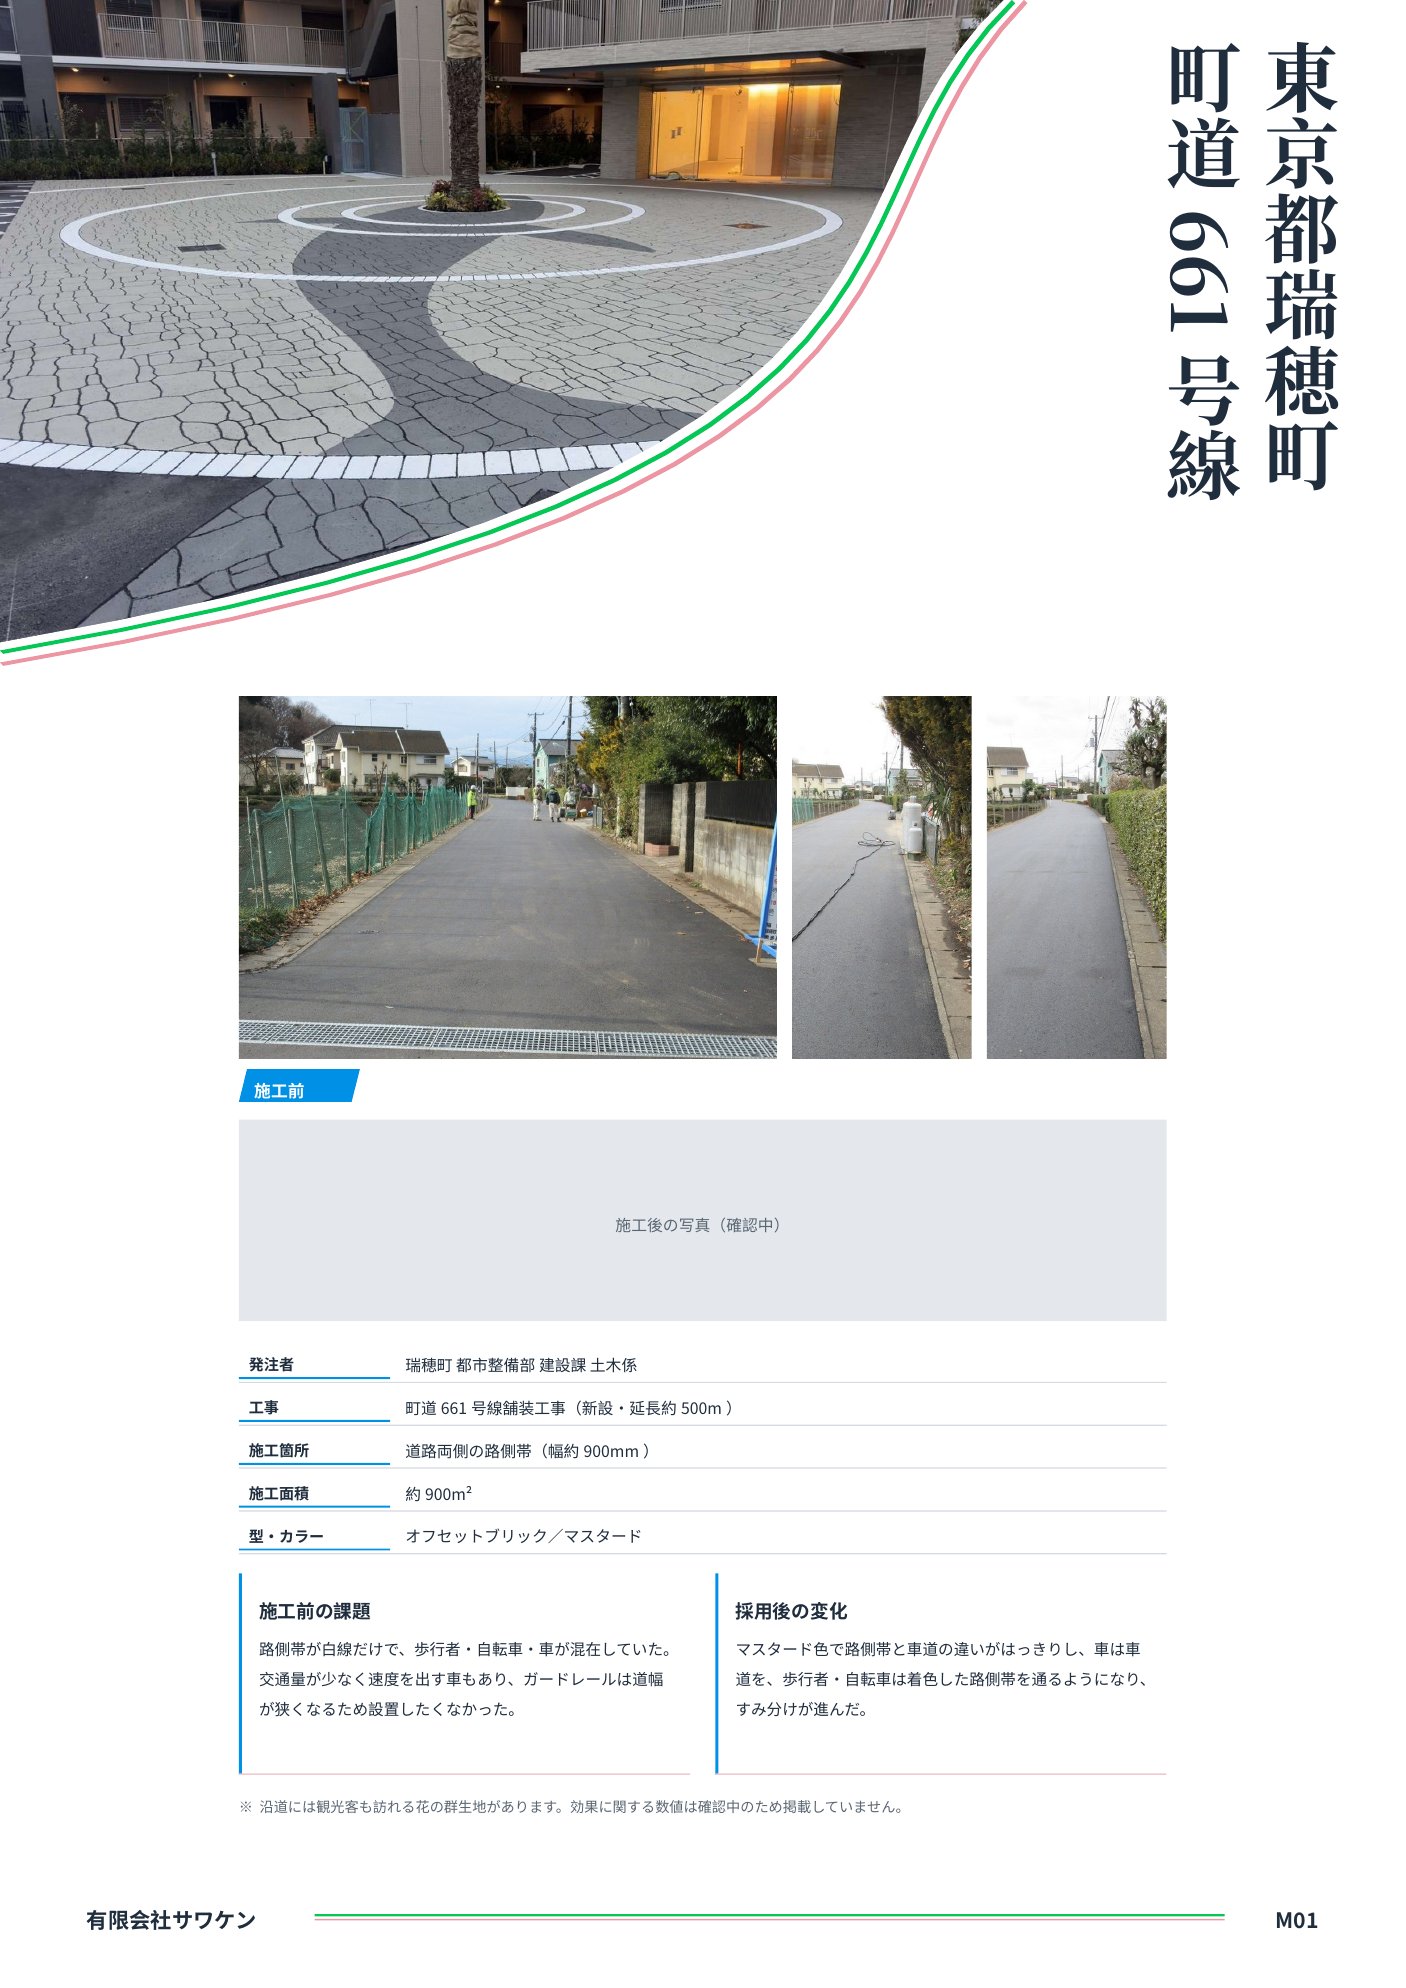 東京都瑞穂町
町道 661 号線
施工前
施工後の写真（確認中）
発注者 瑞穂町 都市整備部 建設課 土木係
工事 町道 661 号線舗装工事（新設・延長約 500m ）
施工箇所 道路両側の路側帯（幅約 900mm ）
施工面積 約 900m²
型・カラー オフセットブリック／マスタード
施工前の課題
路側帯が白線だけで、歩行者・自転車・車が混在していた。
交通量が少なく速度を出す車もあり、ガードレールは道幅
が狭くなるため設置したくなかった。
採用後の変化
マスタード色で路側帯と車道の違いがはっきりし、車は車
道を、歩行者・自転車は着色した路側帯を通るようになり、
すみ分けが進んだ。
※ 沿道には観光客も訪れる花の群生地があります。効果に関する数値は確認中のため掲載していません。
有限会社サワケン
M01